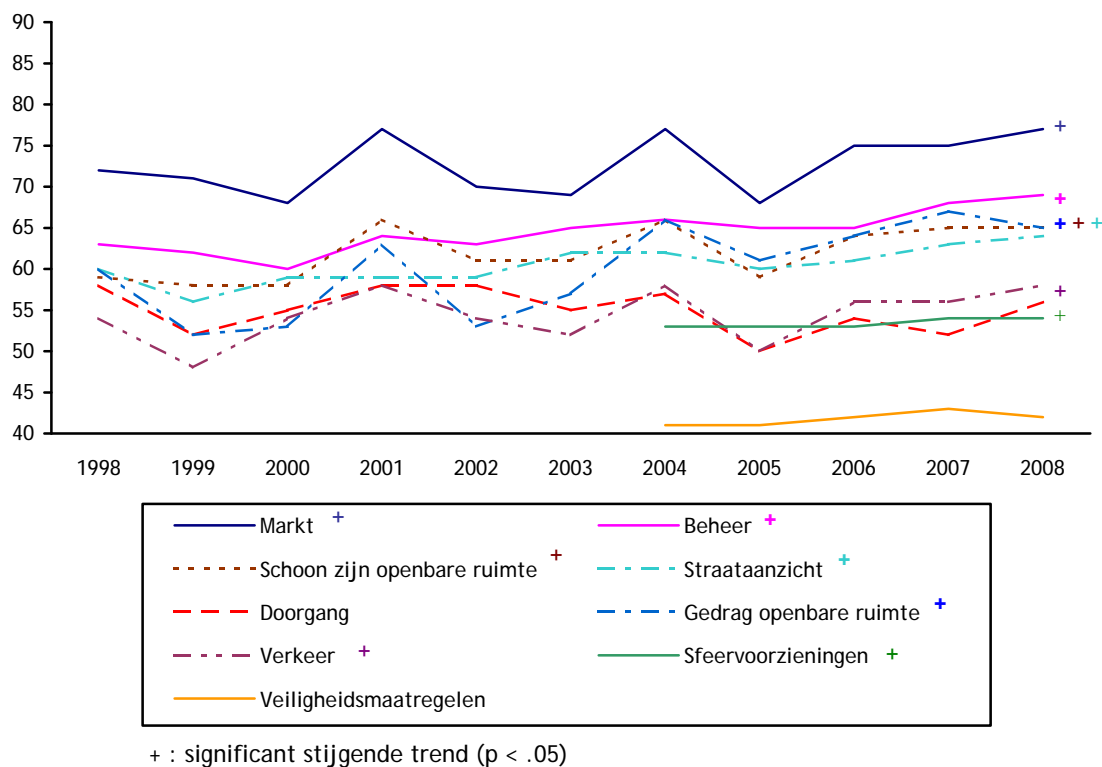 90
85
80
75
70
65
60
55
50
45
40
+
+
+ + +
+
+
1998 1999 2000 2001 2002 2003 2004 2005 2006 2007 2008
Markt + Beheer +
Schoon zijn openbare ruimte + Straataanzicht +
Doorgang Gedrag openbare ruimte +
Verkeer + Sfeervoorzieningen +
Veiligheidsmaatregelen
+ : significant stijgende trend (p < .05)